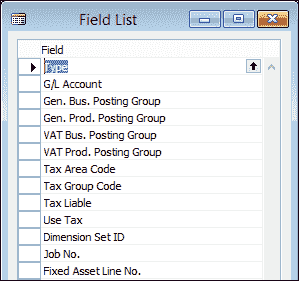 Field List
Field
Type
G/L Account
Gen. Bus. Posting Group
Gen. Prod. Posting Group
VAT Bus. Posting Group
VAT Prod. Posting Group
Tax Area Code
Tax Group Code
Tax Liable
Use Tax
Dimension Set ID
Job No.
Fixed Asset Line No.